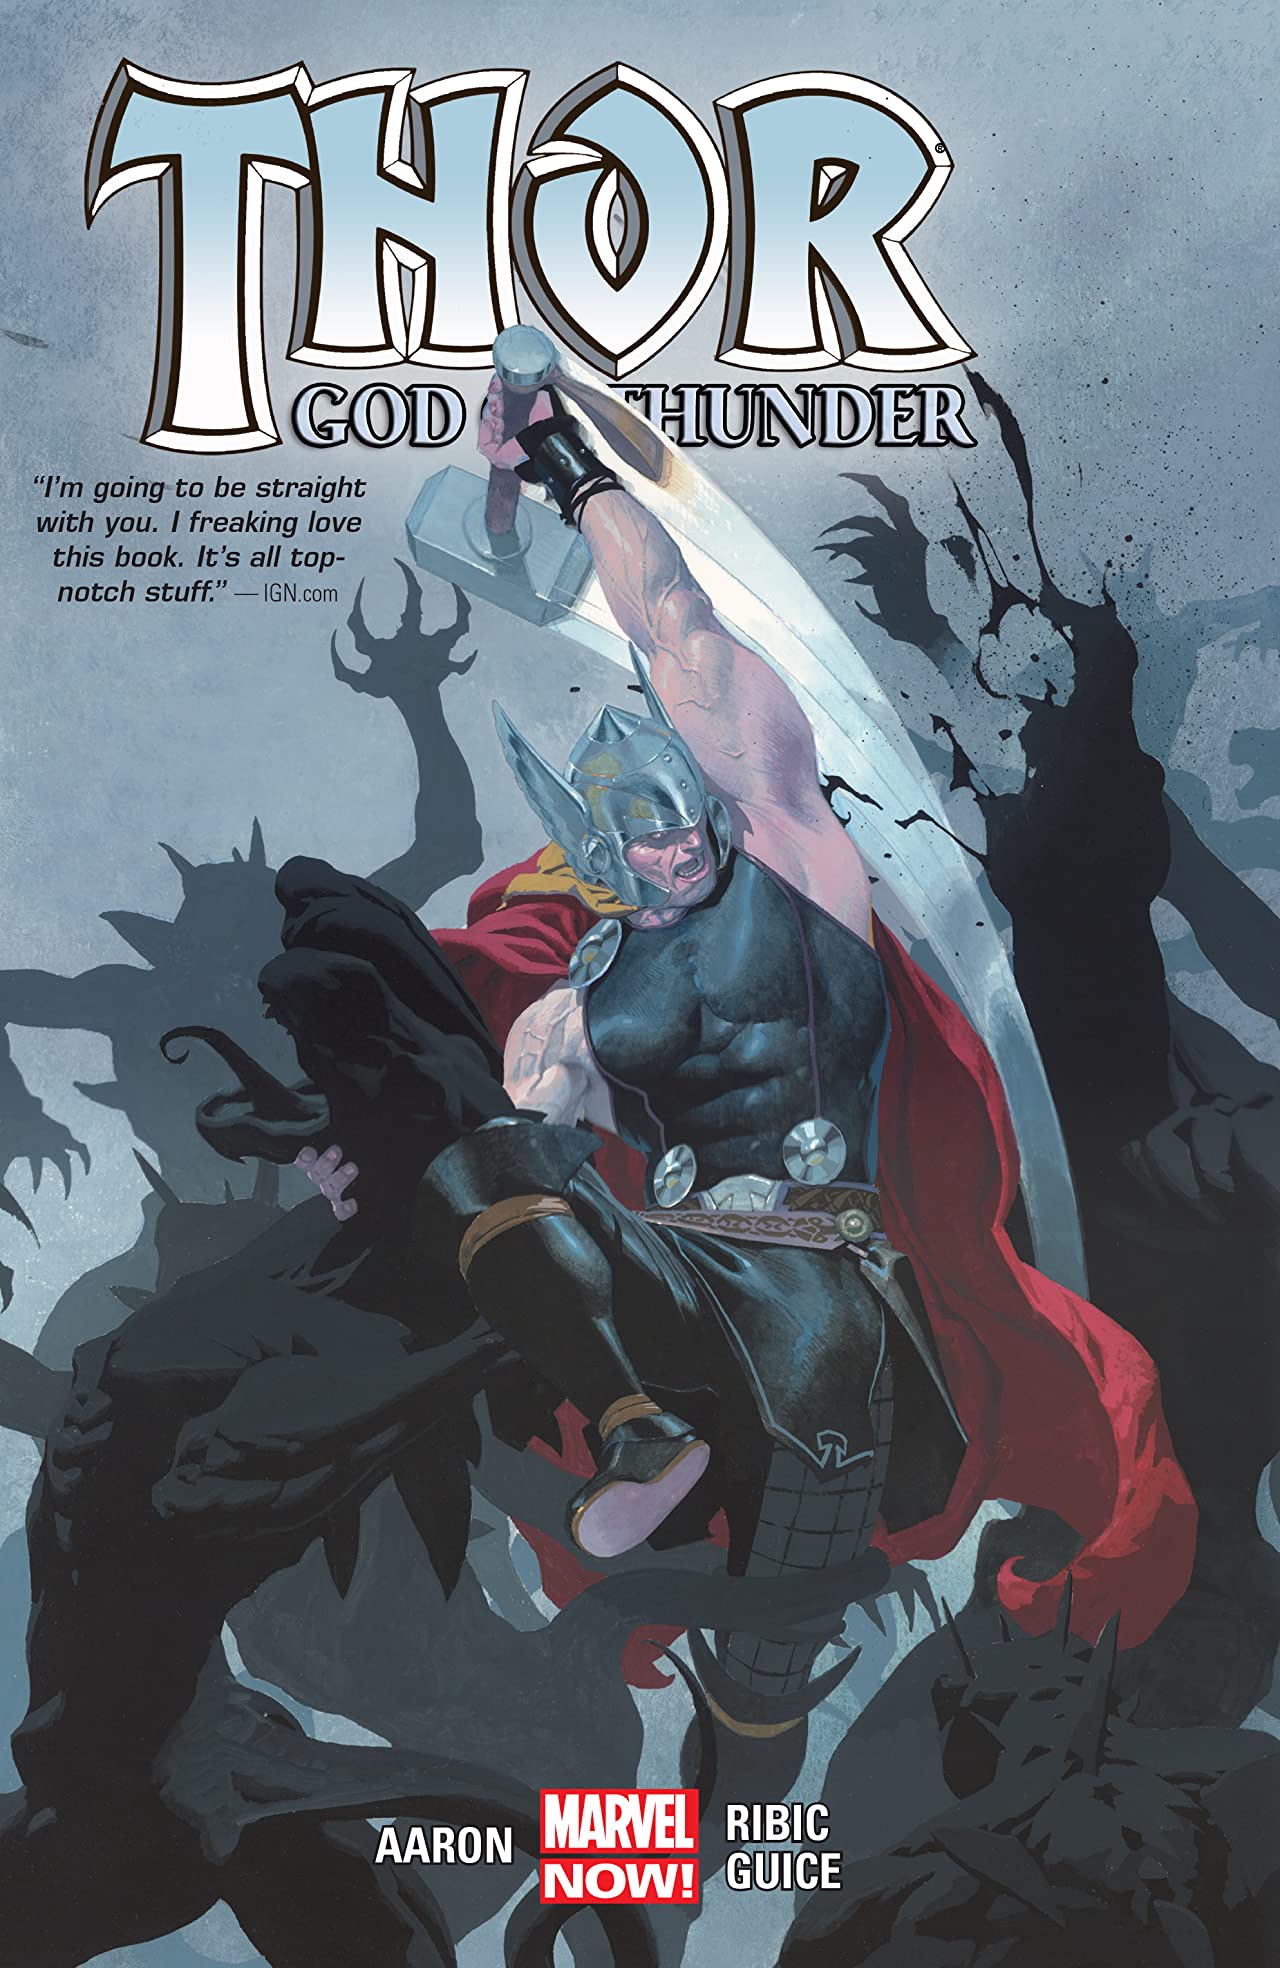 THOR®
GOD THUNDER
“I’m going to be straight
with you. I freaking love
this book. It’s all top-
notch stuff.” — IGN.com
AARON
MARVEL
NOW!
RIBIC
GUICE